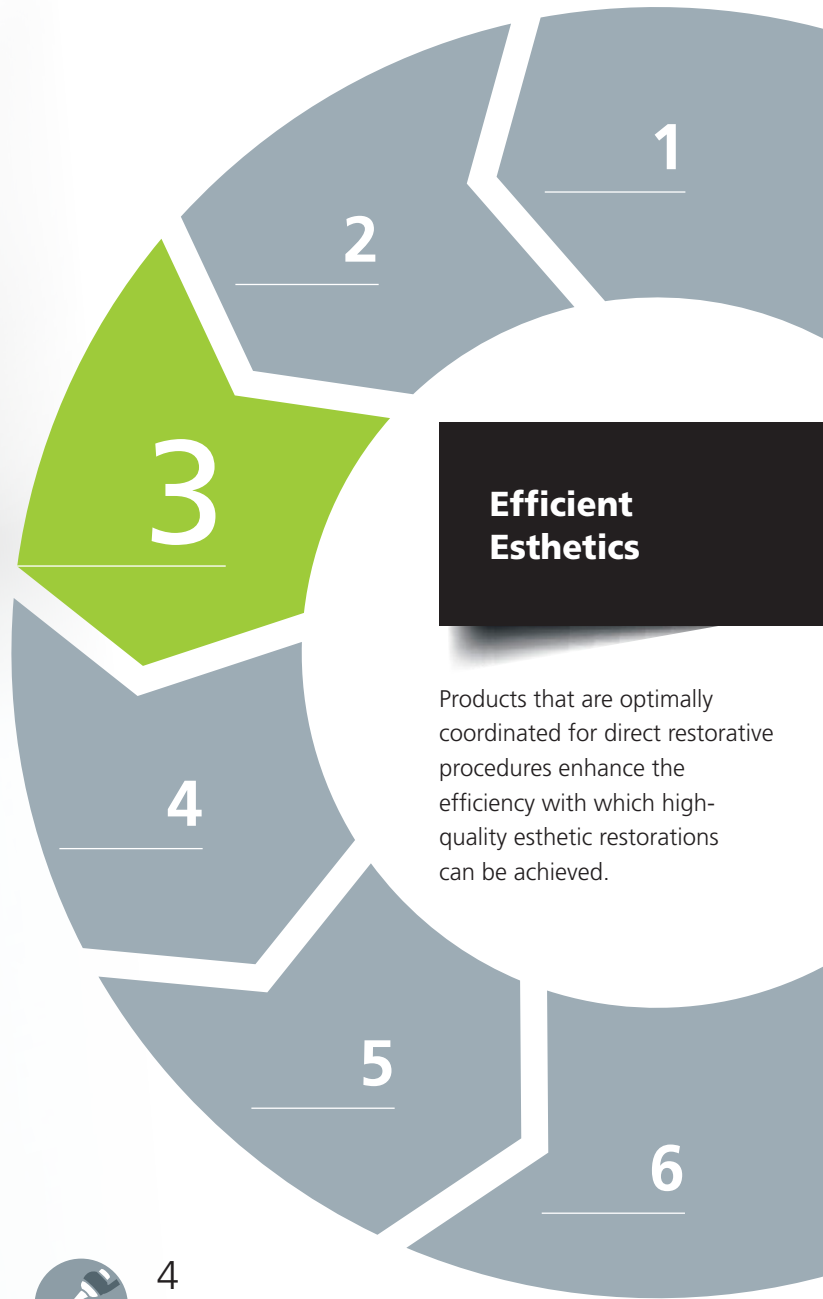 1
2
3
Efficient
Esthetics
Products that are optimally
coordinated for direct restorative
procedures enhance the
efficiency with which high-
quality esthetic restorations
can be achieved.
4
5
6
4